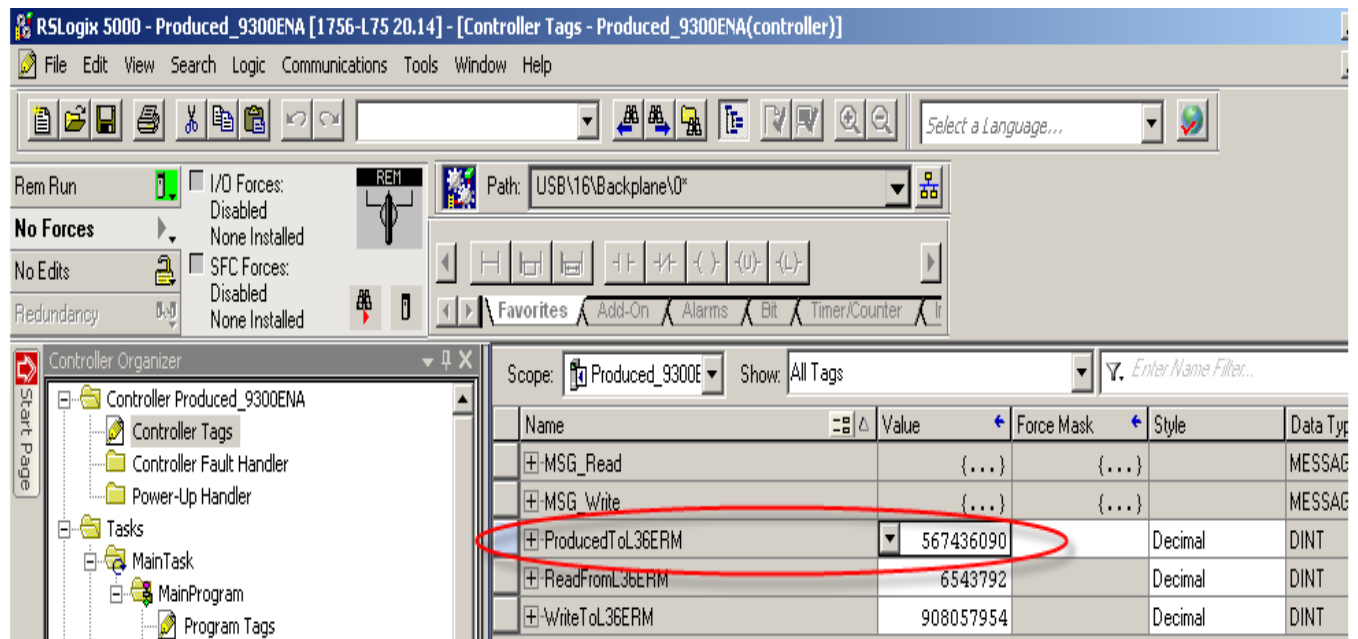 RSLogix 5000 - Produced_9300ENA [1756-L75 20.14] - [Controller Tags - Produced_9300ENA(controller)]
File Edit View Search Logic Communications Tools Window Help
Select a Language...
Rem Run
No Forces
No Edits
Redundancy
I/O Forces:
Disabled
None Installed
SFC Forces:
Disabled
None Installed
REM
Path: USB\16\Backplane\0*
Favorites Add-On Alarms Bit Timer/Counter
Start Page
Controller Organizer
Controller Produced_9300ENA
Controller Tags
Controller Fault Handler
Power-Up Handler
Tasks
MainTask
MainProgram
Program Tags
Scope: Produced_9300E Show: All Tags Enter Name Filter...
Name Value Force Mask Style Data Typ
MSG_Read {...} {...} MESSAG
MSG_Write {...} {...} MESSAG
ProducedToL36ERM 567436090 Decimal DINT
ReadFromL36ERM 6543792 Decimal DINT
WriteToL36ERM 908057954 Decimal DINT